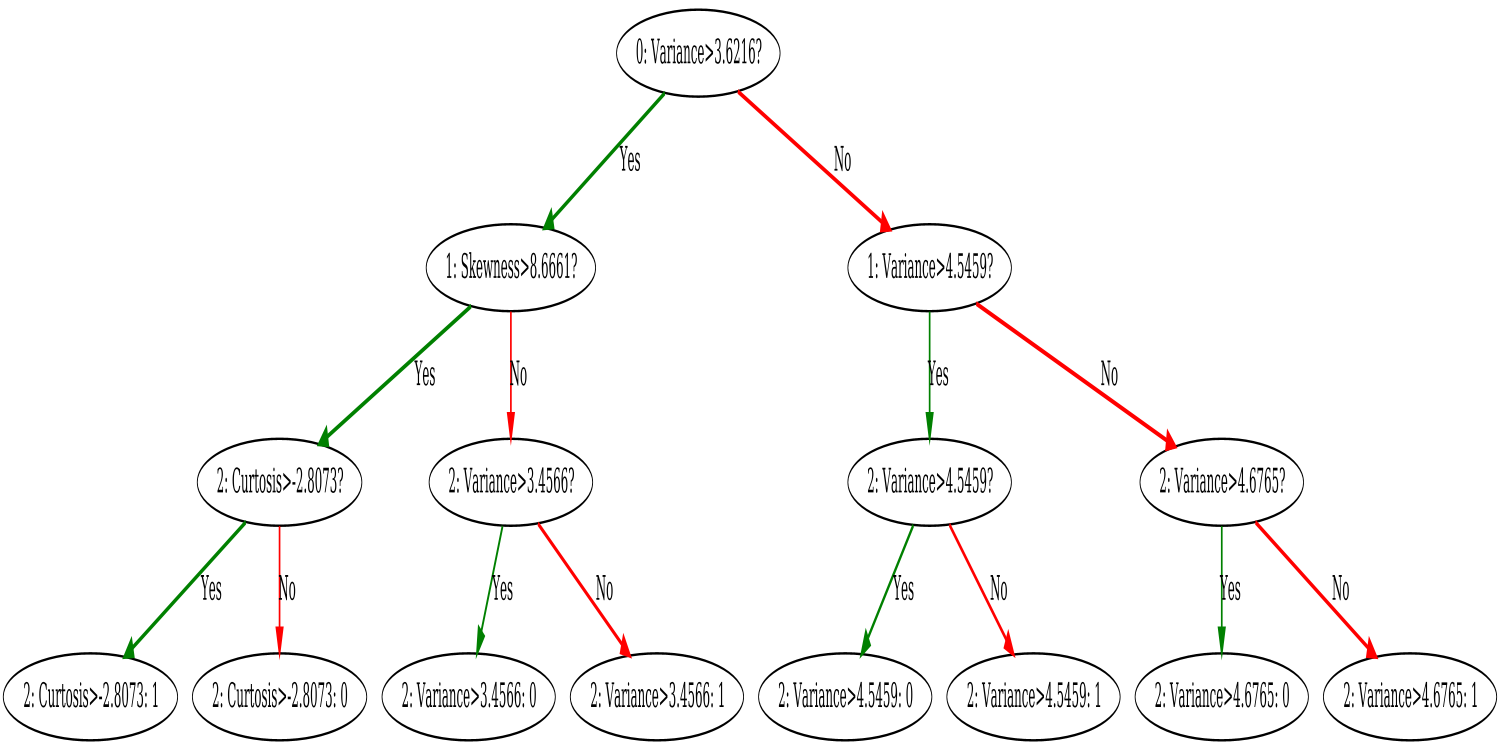 0: Variance>3.6216?
Yes
No
1: Skewness>8.6661?
1: Variance>4.5459?
Yes
No
Yes
No
2: Curtosis>-2.8073?
2: Variance>3.4566?
2: Variance>4.5459?
2: Variance>4.6765?
Yes
No
Yes
No
Yes
No
Yes
No
2: Curtosis>-2.8073: 1
2: Curtosis>-2.8073: 0
2: Variance>3.4566: 0
2: Variance>3.4566: 1
2: Variance>4.5459: 0
2: Variance>4.5459: 1
2: Variance>4.6765: 0
2: Variance>4.6765: 1